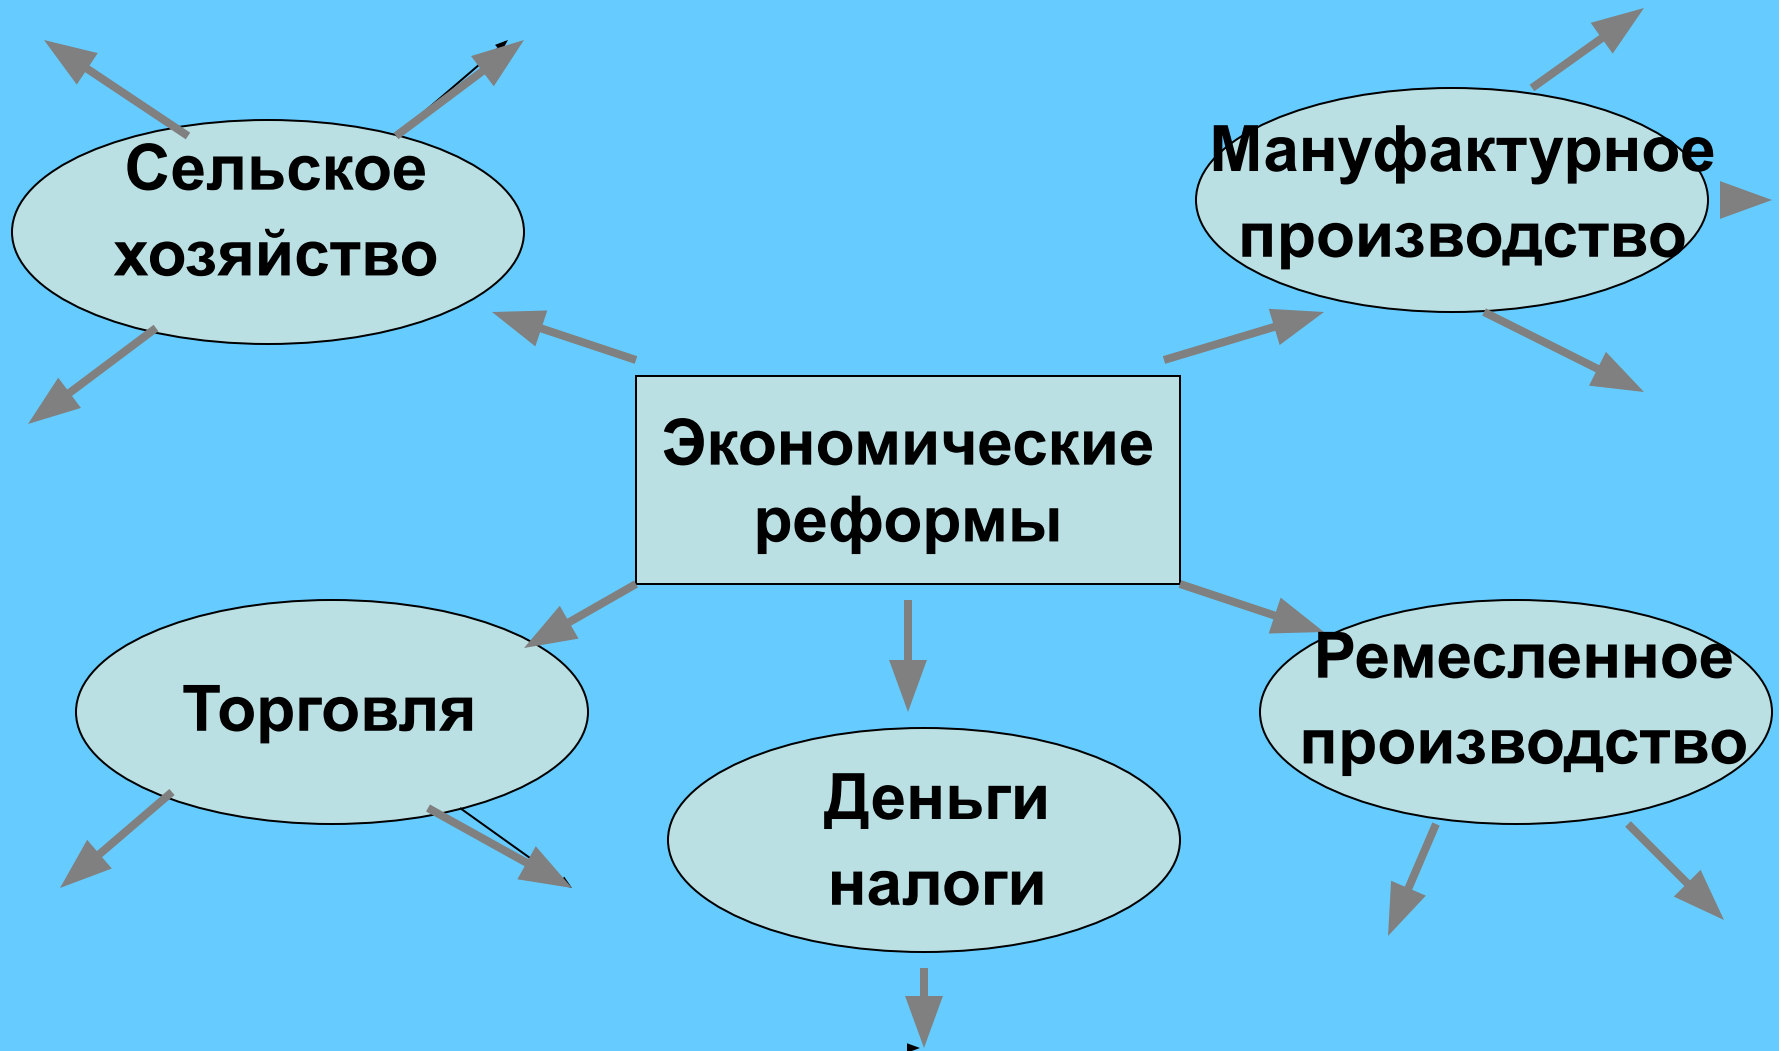 Сельское
хозяйство
Мануфактурное
производство
Экономические
реформы
Торговля
Деньги
налоги
Ремесленное
производство